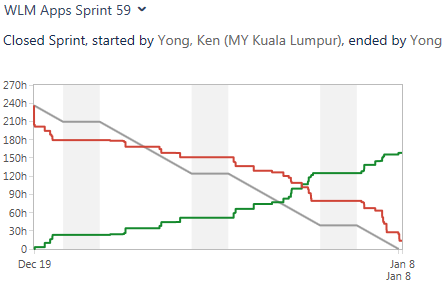 WLM Apps Sprint 59
Closed Sprint, started by Yong, Ken (MY Kuala Lumpur), ended by Yong
270h
240h
210h
180h
150h
120h
90h
60h
30h
0
Dec 19
Jan 8
Jan 8